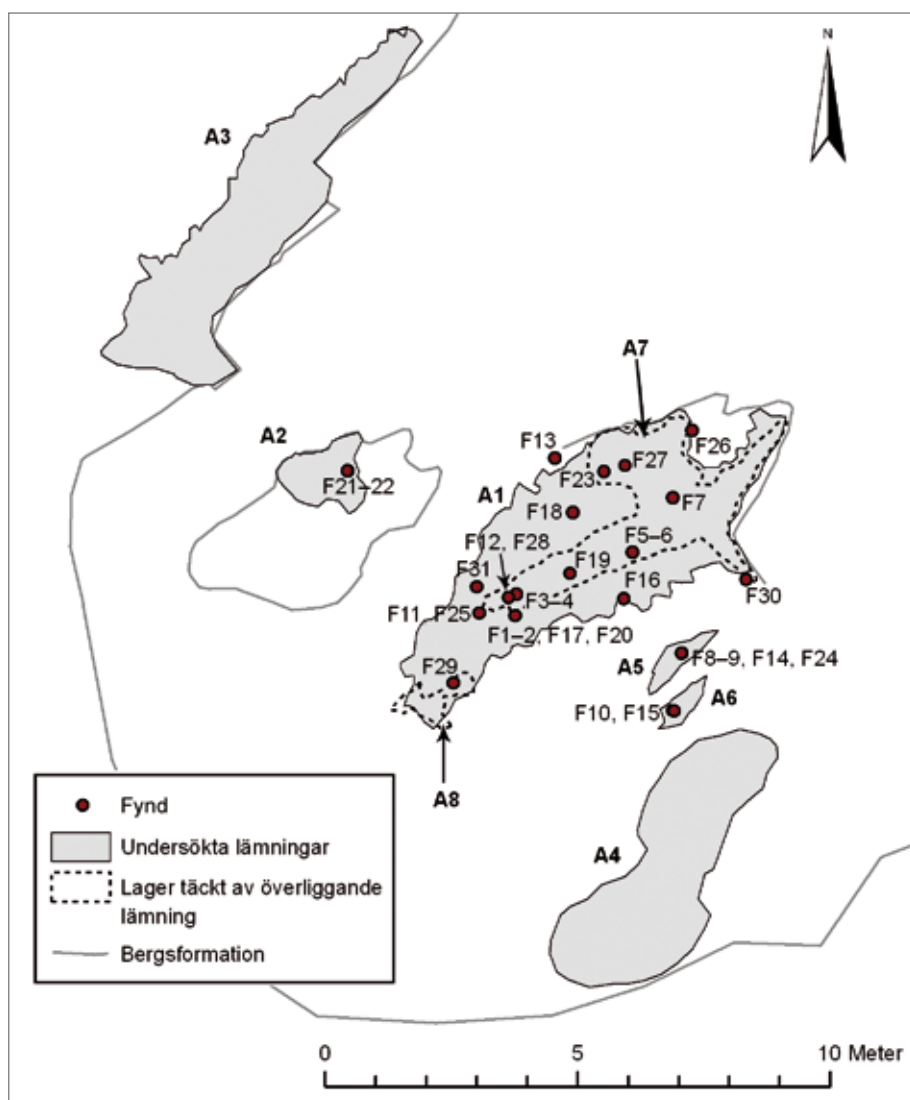 N
A3
A7
A2
F13
F26
F27
F23
F21–22
A1
F7
F18
F12, F28
F5–6
F31
F19
F16
F3–4
F30
F11, F25
F1–2, F17, F20
F29
F8–9, F14, F24
A5
A6
F10, F15
A8
A4
Fynd
Undersökta lämningar
Lager täckt av överliggande
lämning
Bergsformation
0 5 10 Meter